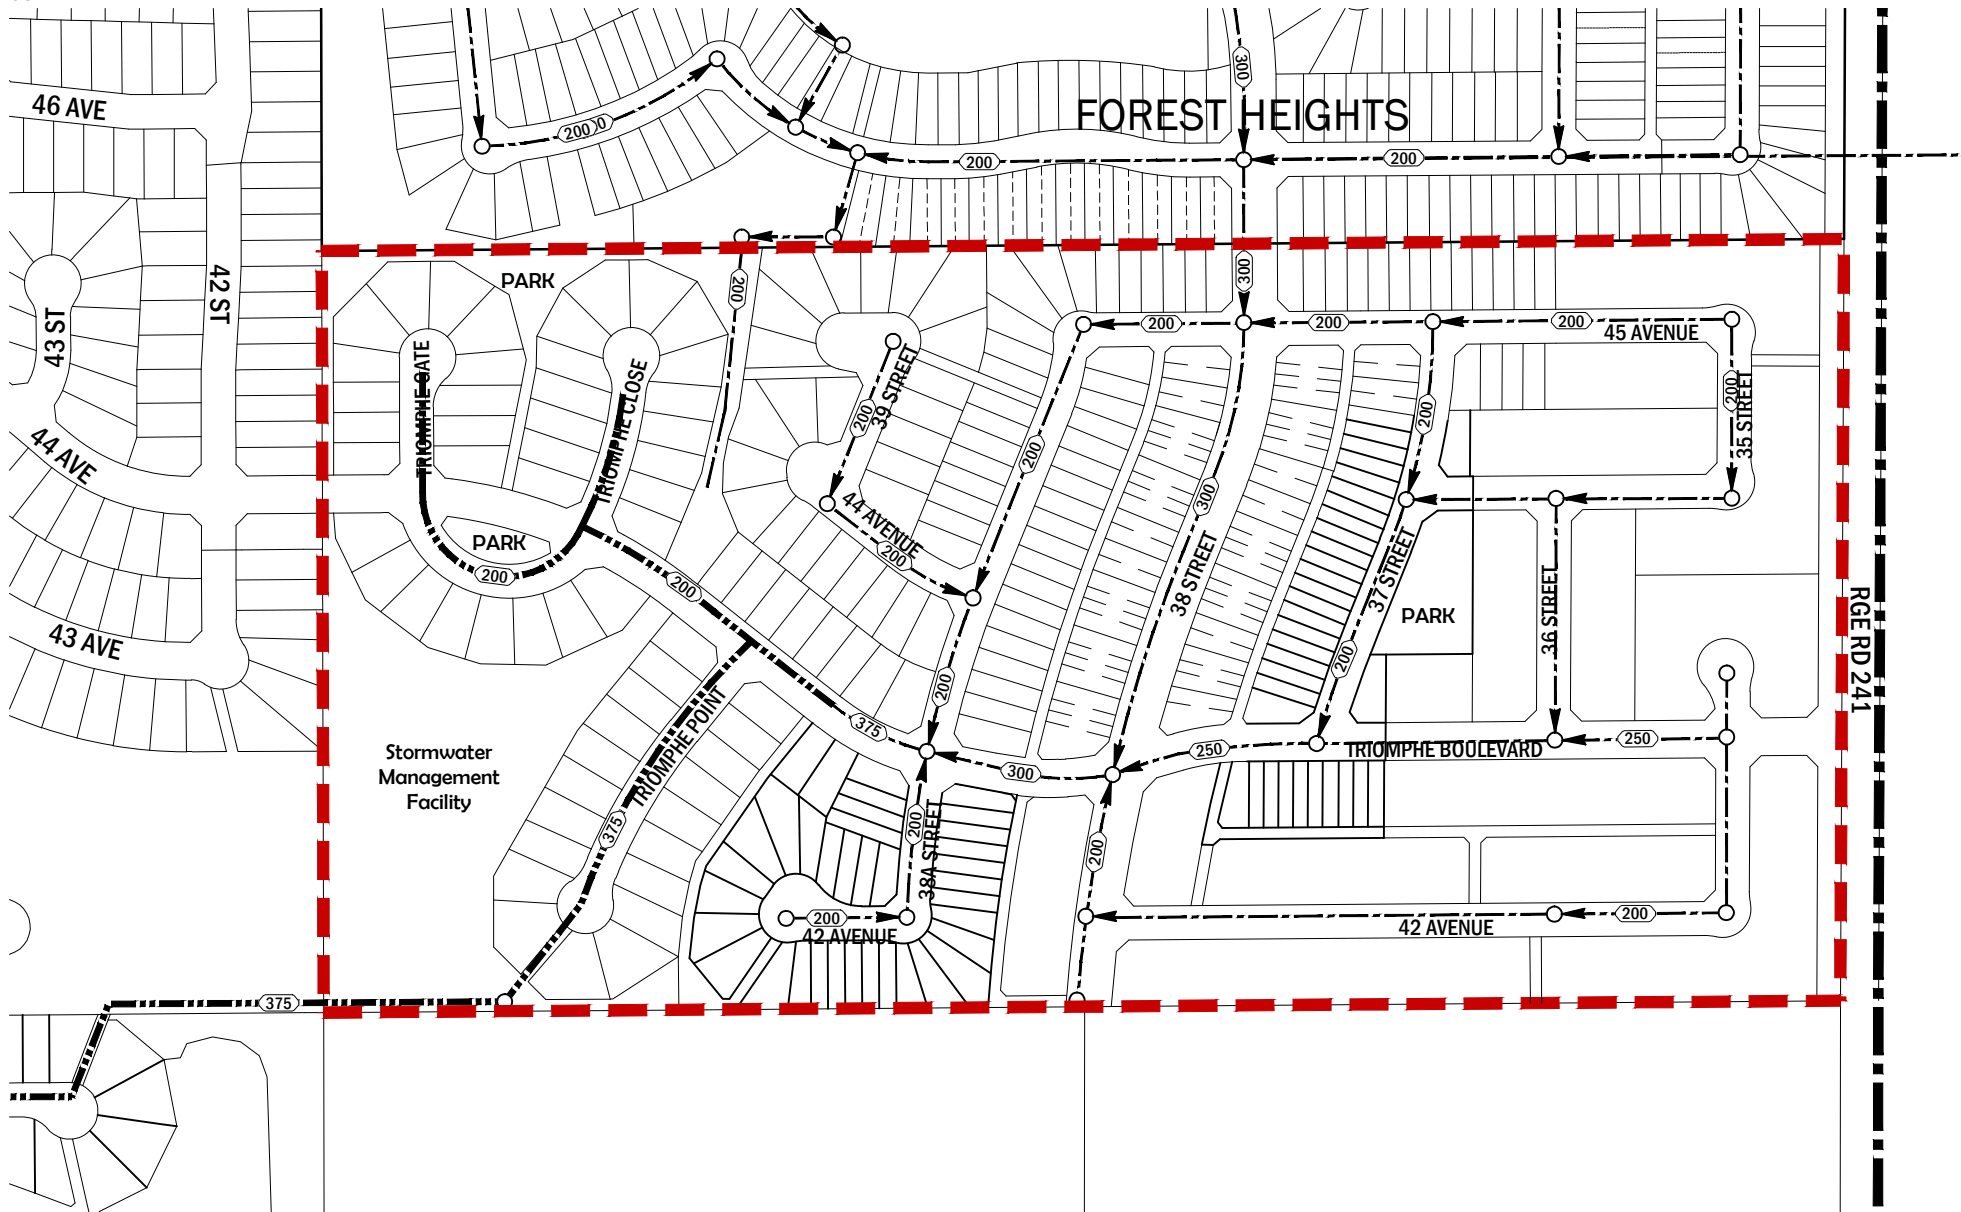 300
46 AVE
200
FOREST HEIGHTS
200
200
42 ST
PARK
200
300
43 ST
200
200
200
45 AVENUE
TRIOMPHE GATE
TRIOMPHE CLOSE
39 STREET
200
200
200
35 STREET
44 AVE
200
44 AVENUE
200
300
38 STREET
37 STREET
PARK
200
200
PARK
36 STREET
RGE RD 241
43 AVE
200
200
TRIOMPHE POINT
375
300
250
TRIOMPHE BOULEVARD
250
Stormwater
Management
Facility
375
200
38A STREET
200
200
42 AVENUE
200
42 AVENUE
375